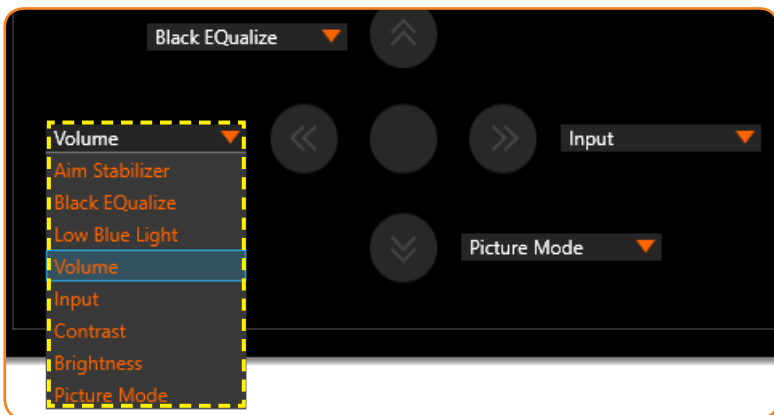 Black EQualize
Volume
Input
Aim Stabilizer
Black EQualize
Low Blue Light
Volume
Input
Contrast
Brightness
Picture Mode
Picture Mode